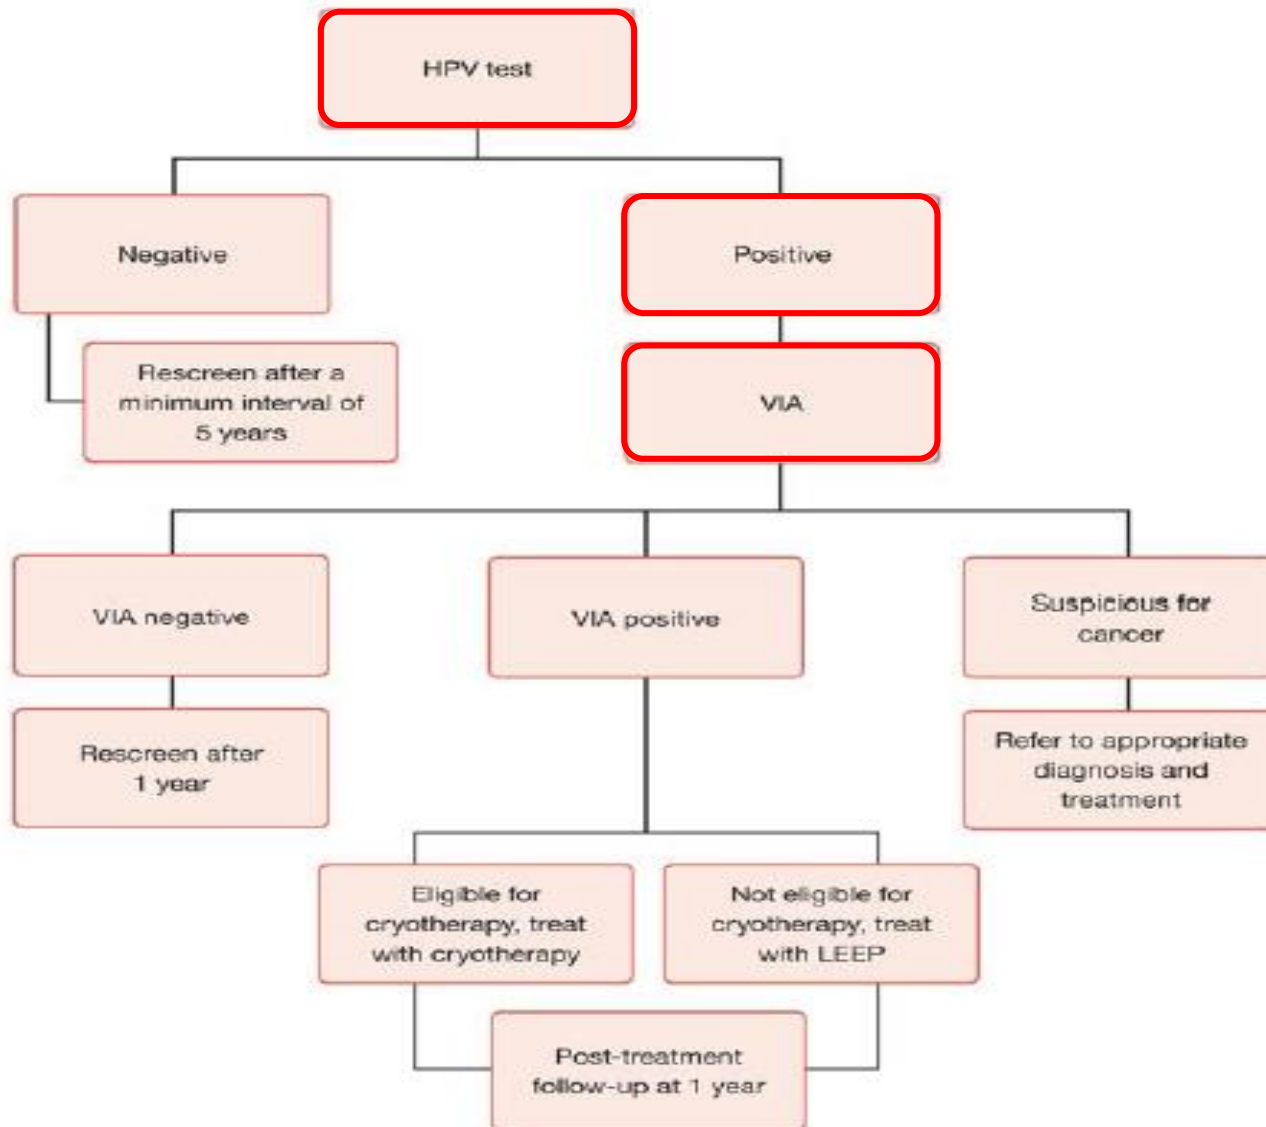 HPV test
Negative
Positive
Rescreen after a
minimum interval of
5 years
VIA
VIA negative
VIA positive
Suspicious for
cancer
Rescreen after
1 year
Refer to appropriate
diagnosis and
treatment
Eligible for
cryotherapy, treat
with cryotherapy
Not eligible for
cryotherapy, treat
with LEEP
Post-treatment
follow-up at 1 year